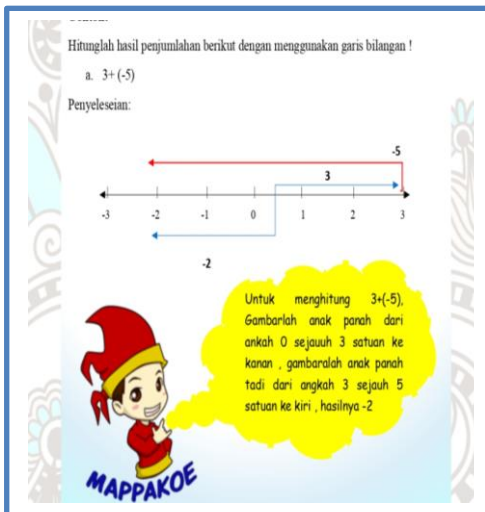 Hitunglah hasil penjumlahan berikut dengan menggunakan garis bilangan !
a. 3+ (-5)
Penyeleseian:
-5
3
-3 -2 -1 0 1 2 3
-2
Untuk menghitung 3+(-5),
Gambarlah anak panah dari
ankah 0 sejauuh 3 satuan ke
kanan , gambaralah anak panah
tadi dari angkah 3 sejauh 5
satuan ke kiri , hasilnya -2
MAPPAKOE